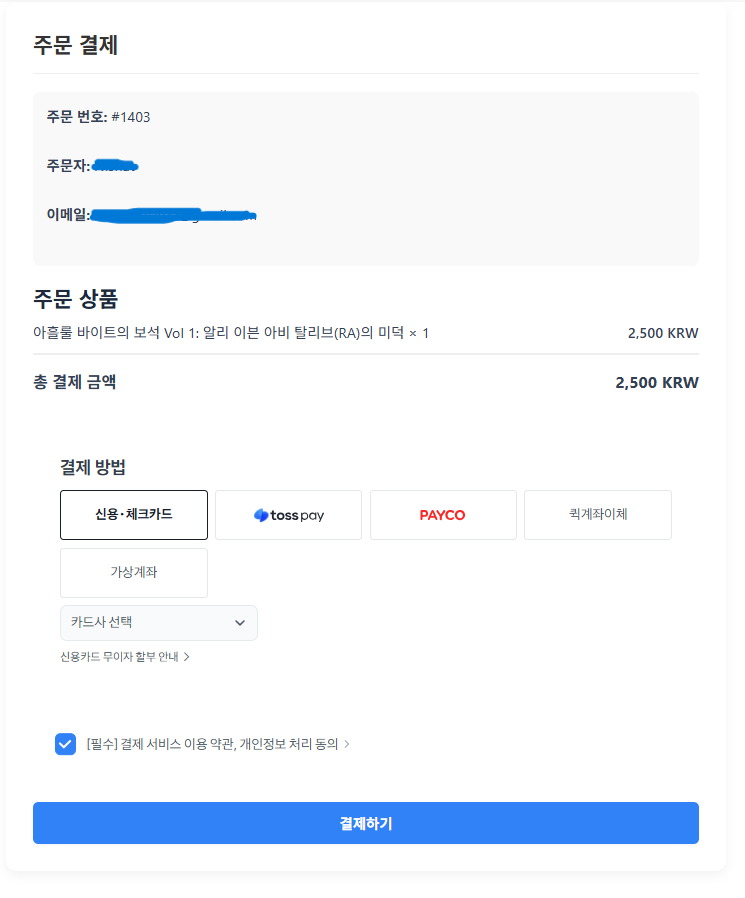 주문 결제
주문 번호: #1403
주문자:
이메일:
주문 상품
아흘룰 바이트의 보석 Vol 1: 알리 이븐 아비 탈리브(RA)의 미덕 × 1 2,500 KRW
총 결제 금액 2,500 KRW
결제 방법
신용·체크카드 toss pay PAYCO 퀵계좌이체
가상계좌
카드사 선택
신용카드 무이자 할부 안내 >
[필수] 결제 서비스 이용 약관, 개인정보 처리 동의 >
결제하기